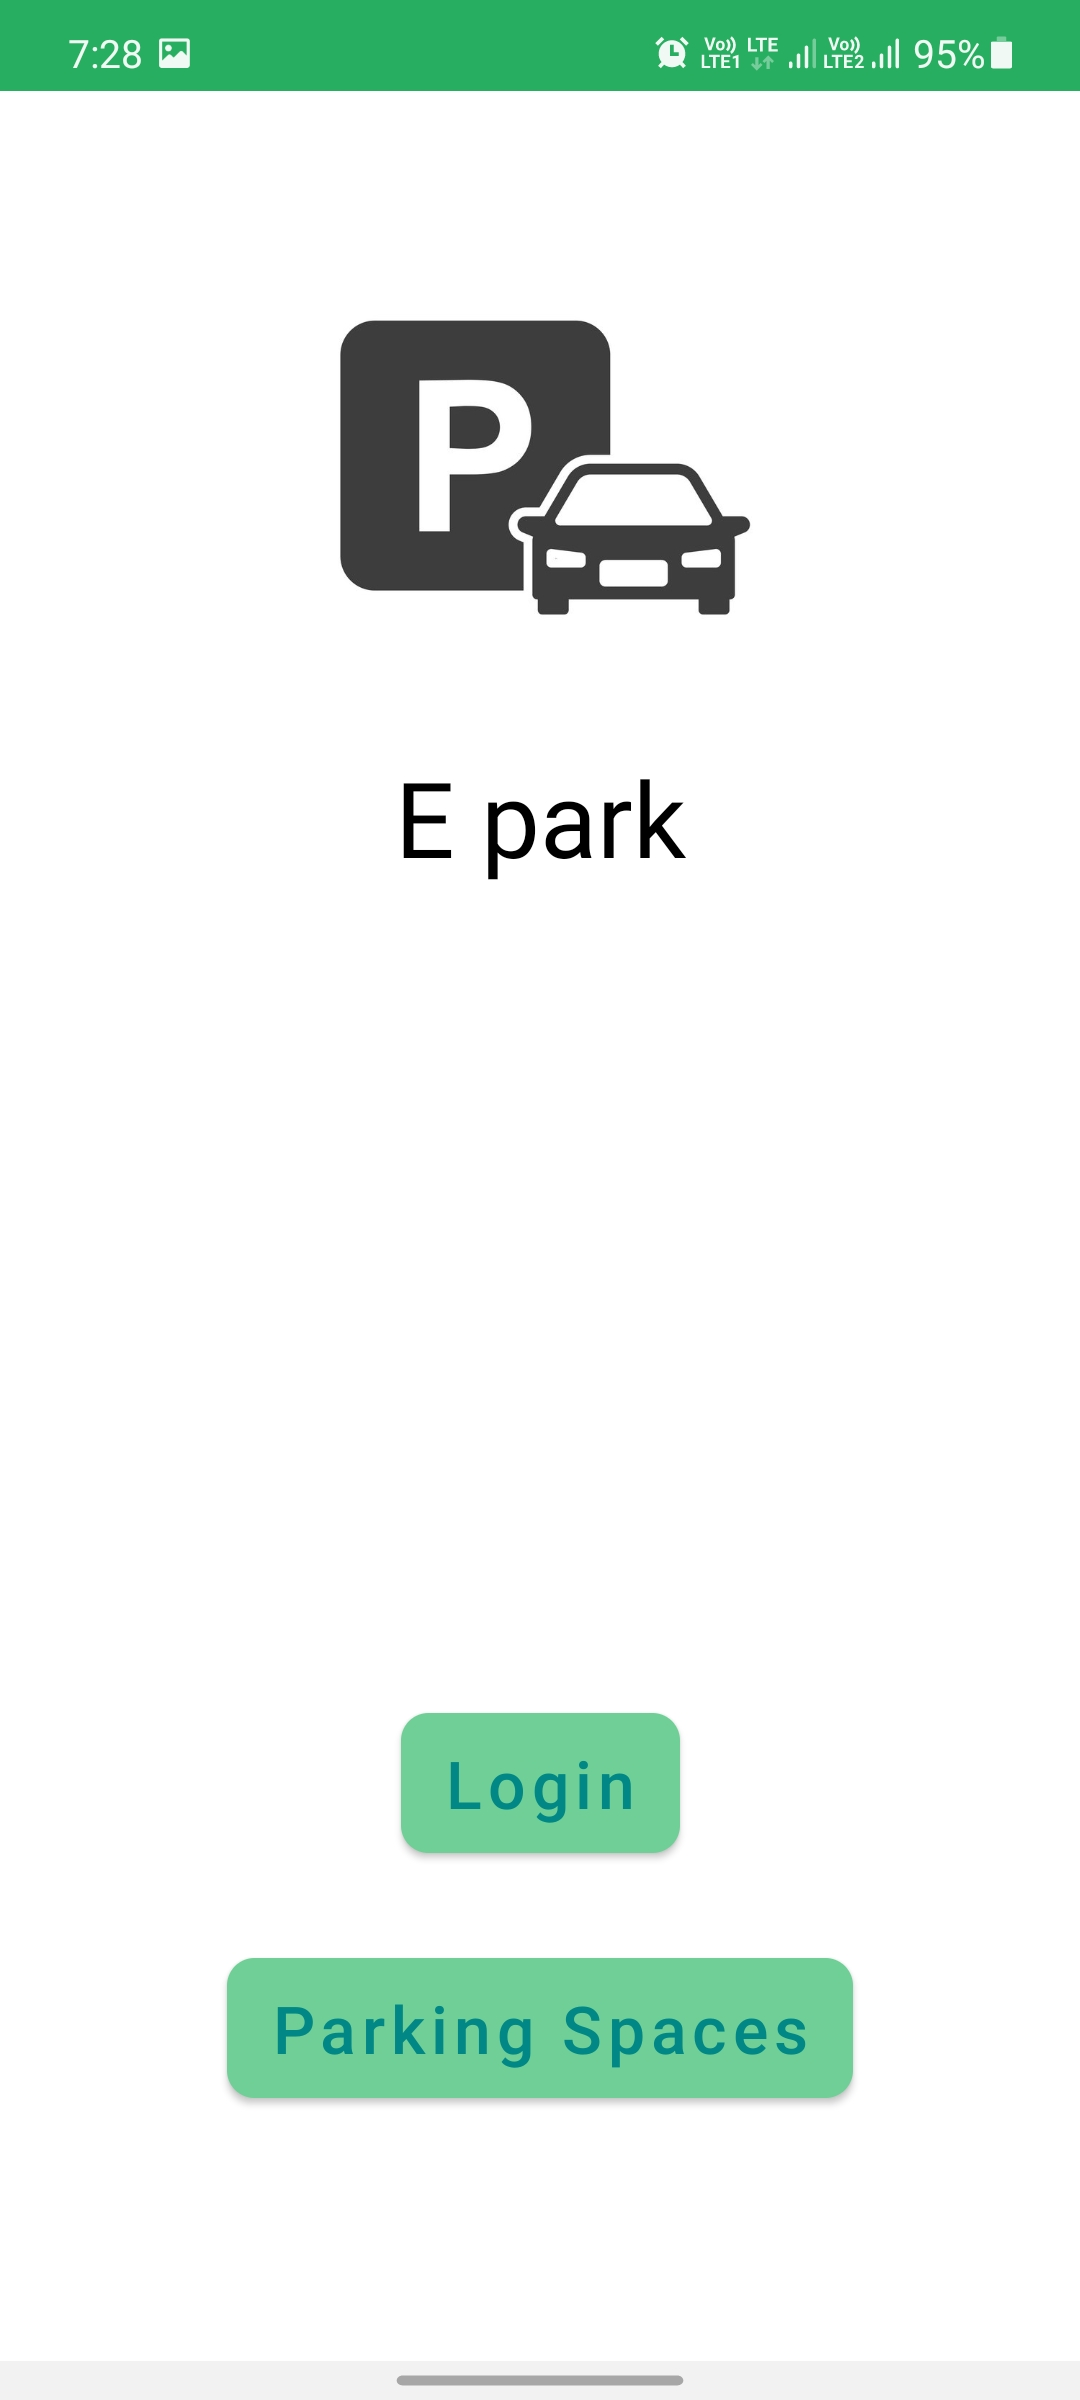 7:28 Vo)) LTE1 LTE Vo)) LTE2 95%
P
E park
Login
Parking Spaces